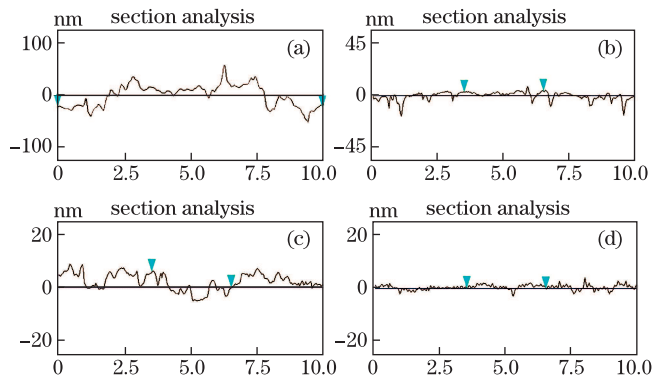 nm section analysis nm section analysis
100 (a) 45 (b)
0 0
−100 −45
0 2.5 5.0 7.5 10.0 0 2.5 5.0 7.5 10.0
nm section analysis nm section analysis
20 (c) 20 (d)
0 0
−20 −20
0 2.5 5.0 7.5 10.0 0 2.5 5.0 7.5 10.0